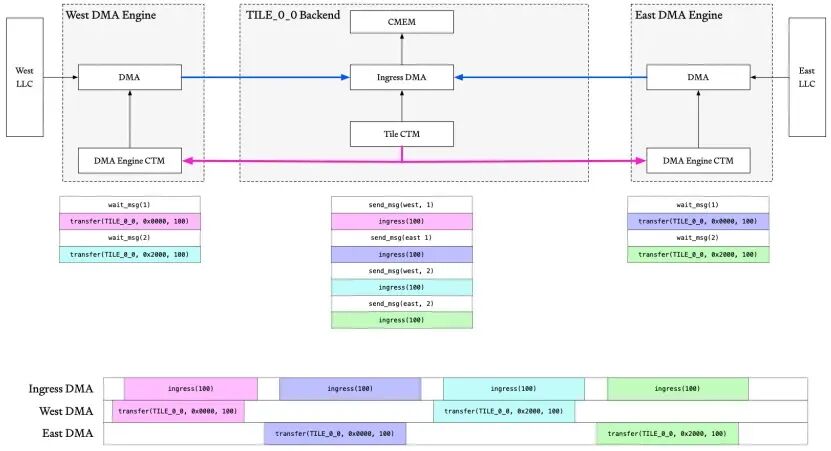 West DMA Engine
TILE_0_0 Backend
East DMA Engine
CMEM
West
LLC
DMA
Ingress DMA
DMA
East
LLC
Tile CTM
DMA Engine CTM
DMA Engine CTM
wait_msg(1)
transfer(TILE_0_0, 0x0000, 100)
wait_msg(2)
transfer(TILE_0_0, 0x2000, 100)
send_msg(west, 1)
ingress(100)
send_msg(east 1)
ingress(100)
send_msg(west, 2)
ingress(100)
send_msg(east, 2)
ingress(100)
wait_msg(1)
transfer(TILE_0_0, 0x0000, 100)
wait_msg(2)
transfer(TILE_0_0, 0x2000, 100)
Ingress DMA ingress(100) ingress(100) ingress(100) ingress(100)
West DMA transfer(TILE_0_0, 0x0000, 100) transfer(TILE_0_0, 0x2000, 100)
East DMA transfer(TILE_0_0, 0x0000, 100) transfer(TILE_0_0, 0x2000, 100)